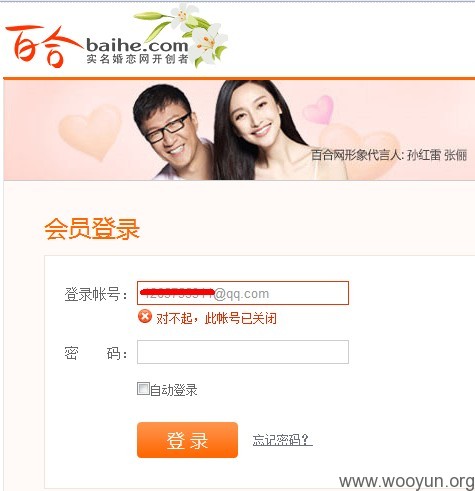 百合 baihe.com
实名婚恋网开创者
百合网形象代言人: 孙红雷 张俪
会员登录
登录帐号： @qq.com
对不起，此帐号已关闭
密 码：
自动登录
登 录 忘记密码?
www.wooyun.org